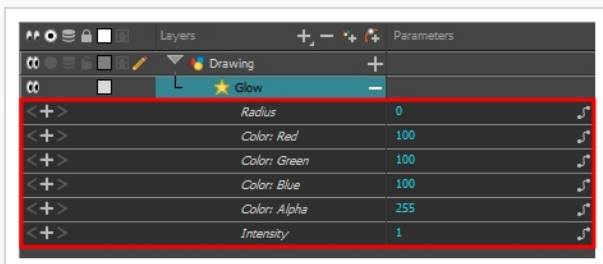 Layers Parameters
Drawing
Glow
Radius 0
Color: Red 100
Color: Green 100
Color: Blue 100
Color: Alpha 255
Intensity 1